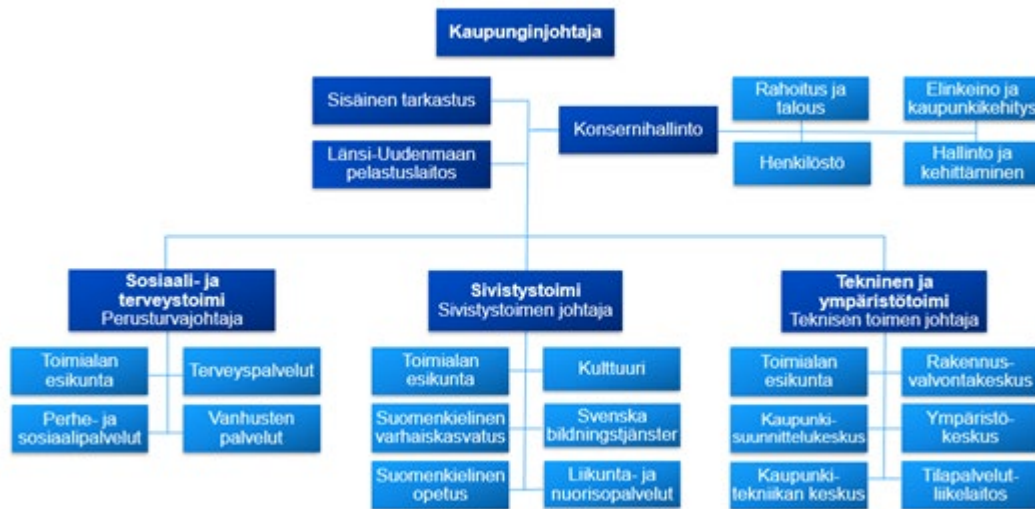 Kaupunginjohtaja
Sisäinen tarkastus
Länsi-Uudenmaan
pelastuslaitos
Konsernihallinto
Rahoitus ja
talous
Elinkeino ja
kaupunkikehitys
Henkilöstö
Hallinto ja
kehittäminen
Sosiaali- ja
terveystoimi
Perusturvajohtaja
Toimialan
esikunta
Terveyspalvelut
Perhe- ja
sosiaalipalvelut
Vanhusten
palvelut
Sivistystoimi
Sivistystoimen johtaja
Toimialan
esikunta
Kulttuuri
Suomenkielinen
varhaiskasvatus
Svenska
bildningstjänster
Suomenkielinen
opetus
Liikunta- ja
nuorisopalvelut
Tekninen ja
ympäristötoimi
Teknisen toimen johtaja
Toimialan
esikunta
Rakennus-
valvontakeskus
Kaupunki-
suunnittelukeskus
Ympäristö-
keskus
Kaupunki-
tekniikan keskus
Tilapalvelut-
liikelaitos